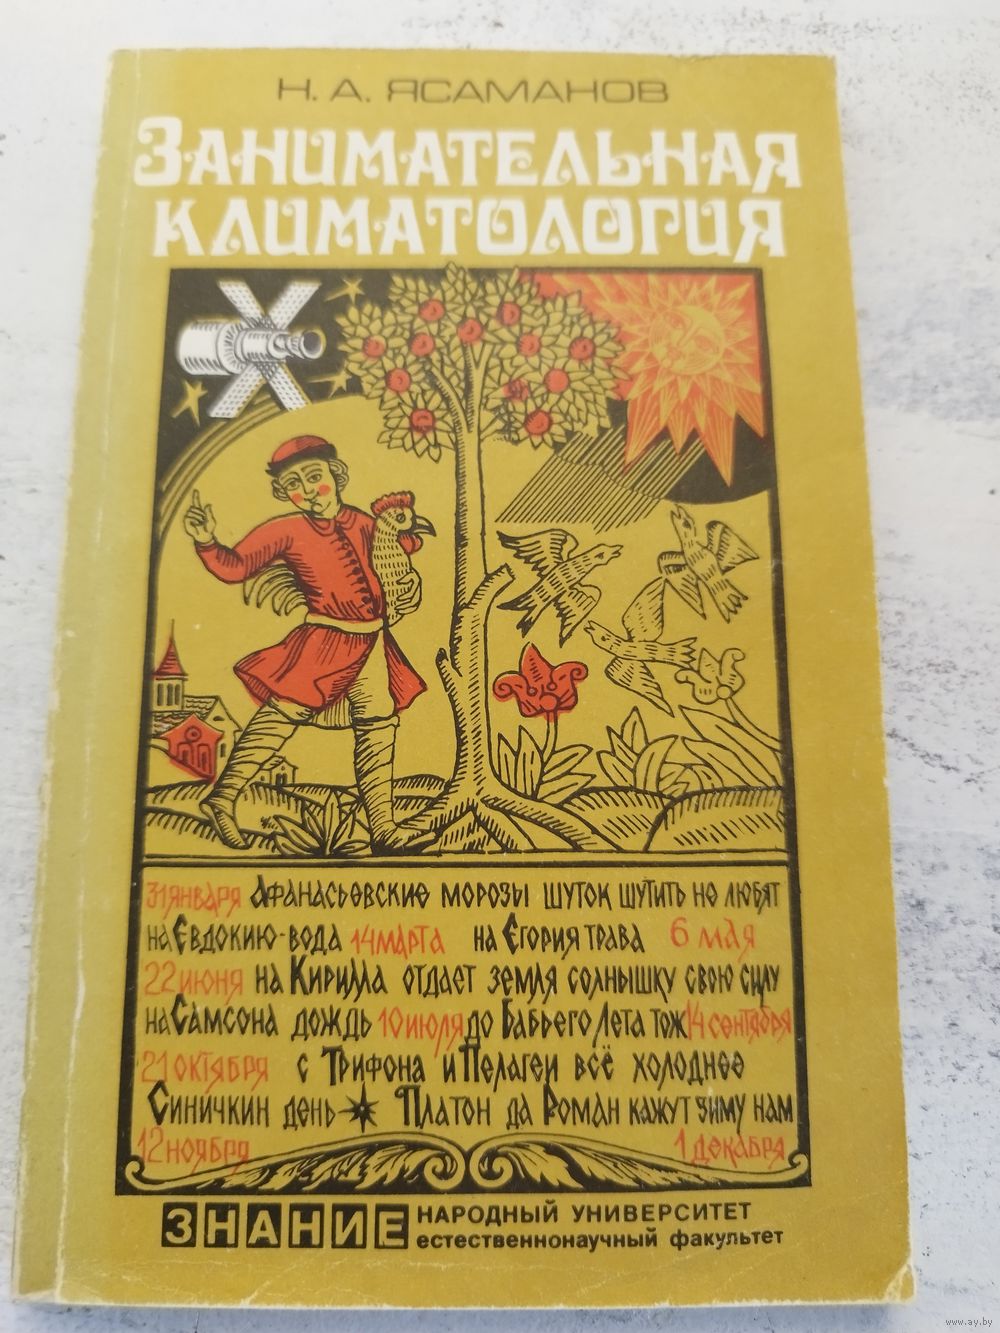 Н. А. ЯСАМАНОВ
ЗАНИМАТЕЛЬНАЯ
КЛИМАТОЛОГИЯ
31 января Афанасьевские морозы шуток шутить не любят
на Евдокию-вода 14 марта на Егория трава 6 мая
22 июня на Кирилла отдает земля солнышку свою силу
на Самсона дождь 10 июля до Бабьего Лета тож 14 сентября
21 октября с Трифона и Пелагеи всё холоднее
Синичкин день Платон да Роман кажут зиму нам
12 ноября 1 декабря
ЗНАНИЕ НАРОДНЫЙ УНИВЕРСИТЕТ
естественнонаучный факультет
www.ay.by